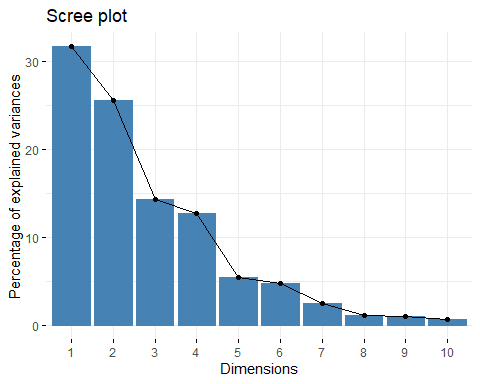 Scree plot
Percentage of explained variances
30
20
10
0
1 2 3 4 5 6 7 8 9 10
Dimensions